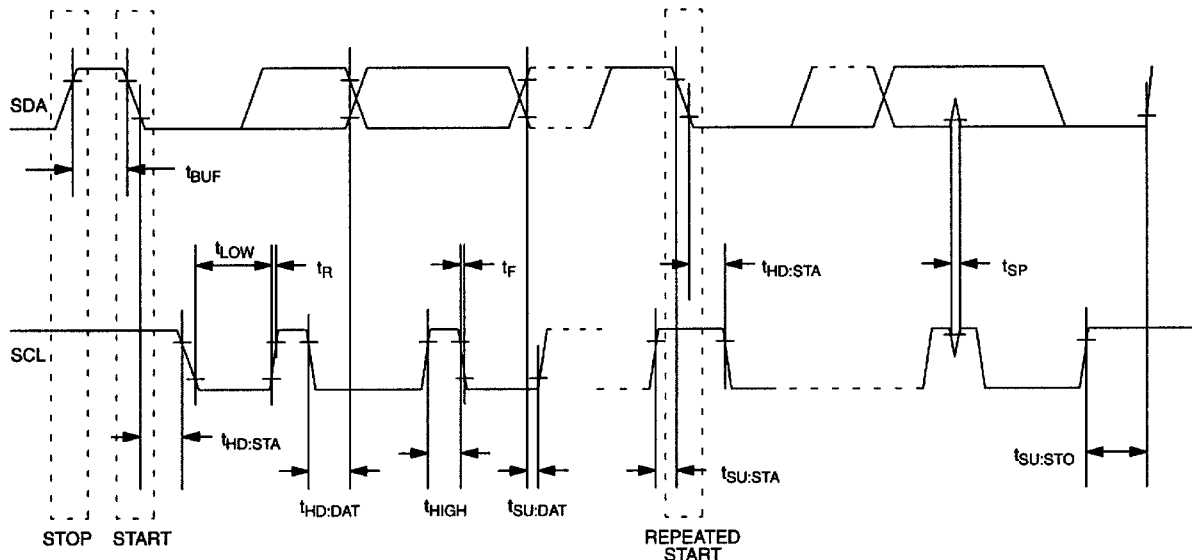 SDA
tBUF
tLOW
tR
tF
tHD:STA
tSP
SCL
tHD:STA
tSU:STA
tSU:STO
tHD:DAT
tHIGH
tSU:DAT
STOP
START
REPEATED
START